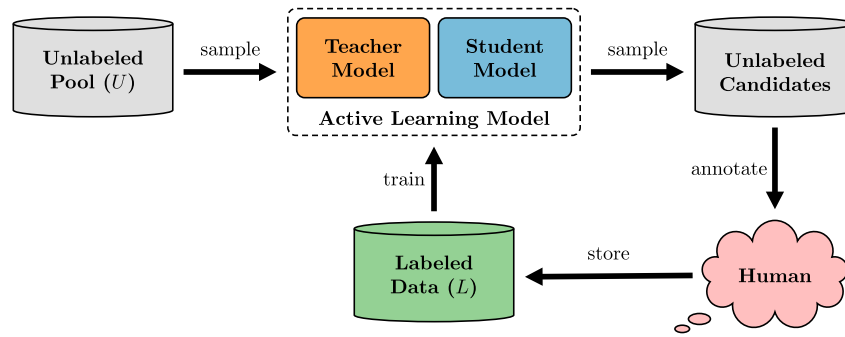 Unlabeled
Pool (U)
sample
Teacher
Model
Student
Model
Active Learning Model
sample
Unlabeled
Candidates
annotate
train
Labeled
Data (L)
store
Human